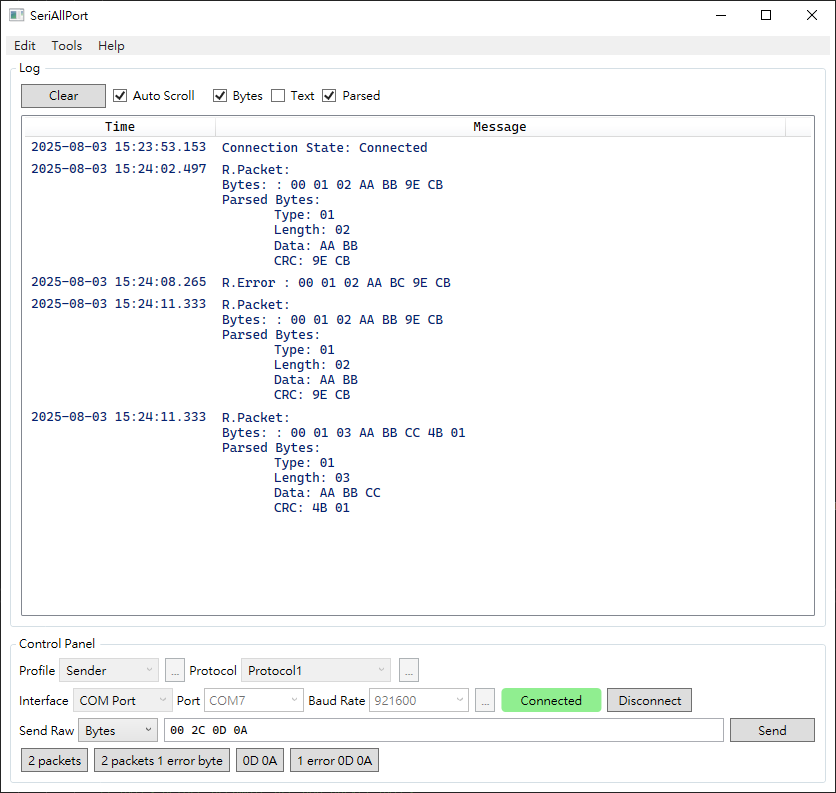 SeriAllPort
Edit Tools Help
Log
Clear Auto Scroll Bytes Text Parsed
Time Message
2025-08-03 15:23:53.153 Connection State: Connected
2025-08-03 15:24:02.497 R.Packet:
Bytes: : 00 01 02 AA BB 9E CB
Parsed Bytes:
Type: 01
Length: 02
Data: AA BB
CRC: 9E CB
2025-08-03 15:24:08.265 R.Error : 00 01 02 AA BC 9E CB
2025-08-03 15:24:11.333 R.Packet:
Bytes: : 00 01 02 AA BB 9E CB
Parsed Bytes:
Type: 01
Length: 02
Data: AA BB
CRC: 9E CB
2025-08-03 15:24:11.333 R.Packet:
Bytes: : 00 01 03 AA BB CC 4B 01
Parsed Bytes:
Type: 01
Length: 03
Data: AA BB CC
CRC: 4B 01
Control Panel
Profile Sender ... Protocol Protocol1 ...
Interface COM Port Port COM7 Baud Rate 921600 ... Connected Disconnect
Send Raw Bytes 00 2C 0D 0A Send
2 packets 2 packets 1 error byte 0D 0A 1 error 0D 0A